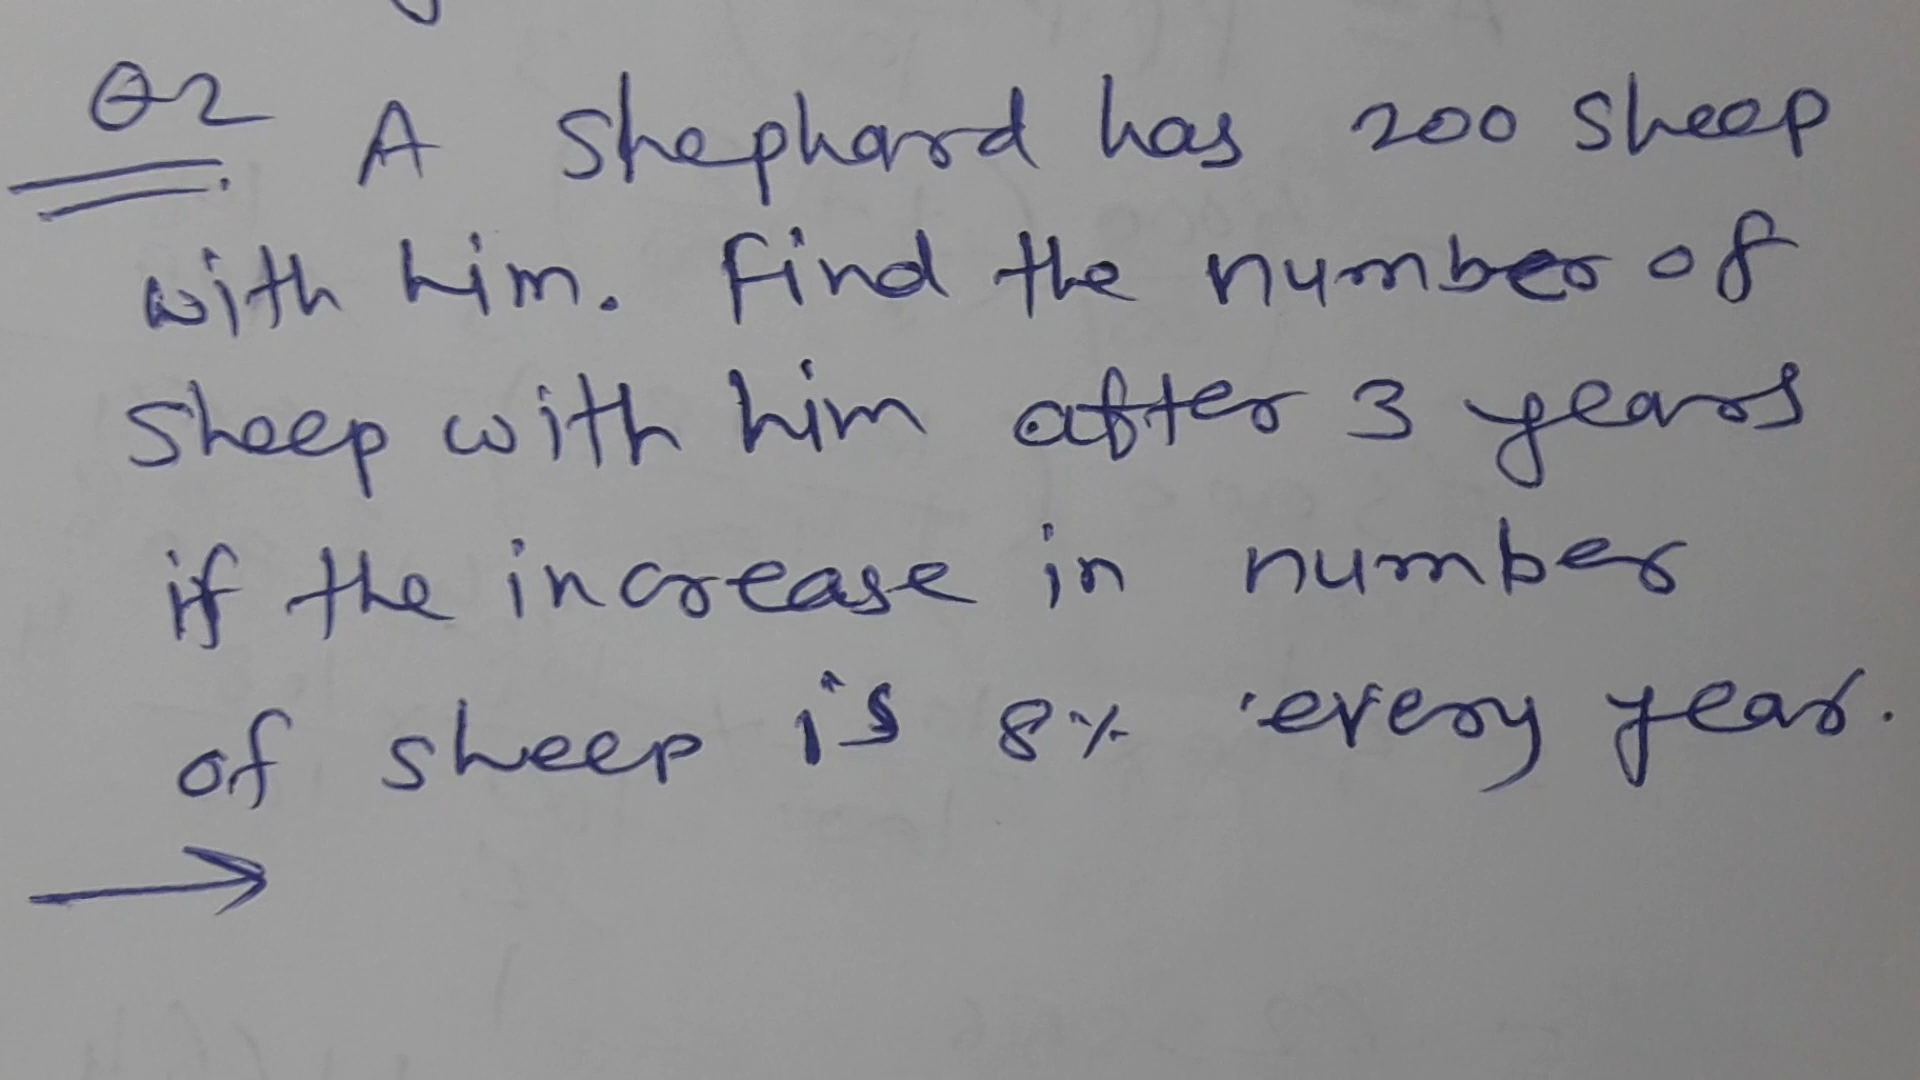 Q2. A Shephard has 200 sheep
with him. Find the number of
sheep with him after 3 years
if the increase in number
of sheep is 8% every year.